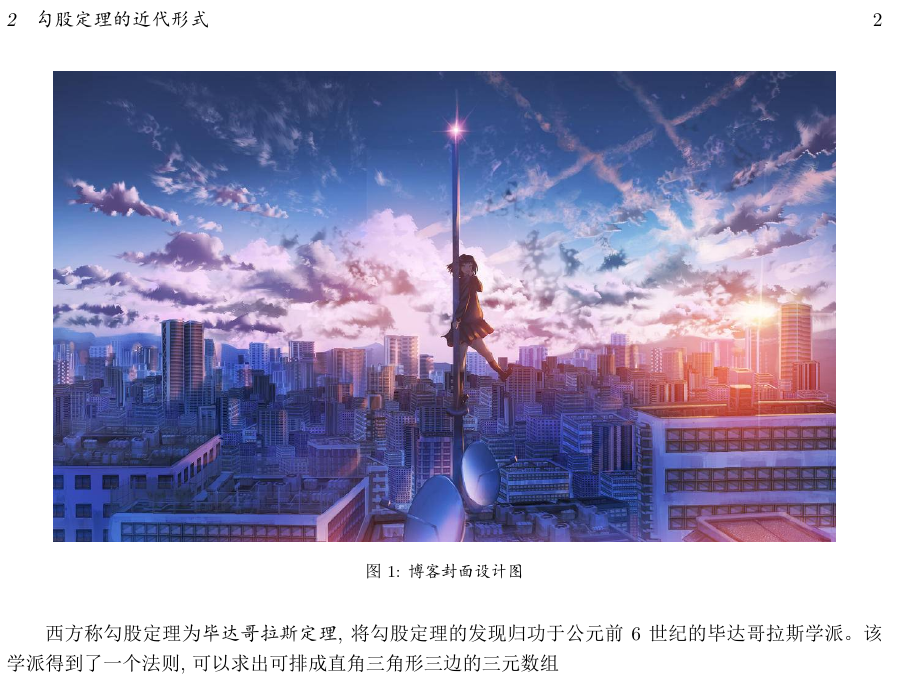 2 勾股定理的近代形式 2
图 1: 博客封面设计图
西方称勾股定理为毕达哥拉斯定理, 将勾股定理的发现归功于公元前 6 世纪的毕达哥拉斯学派。该
学派得到了一个法则, 可以求出可排成直角三角形三边的三元数组